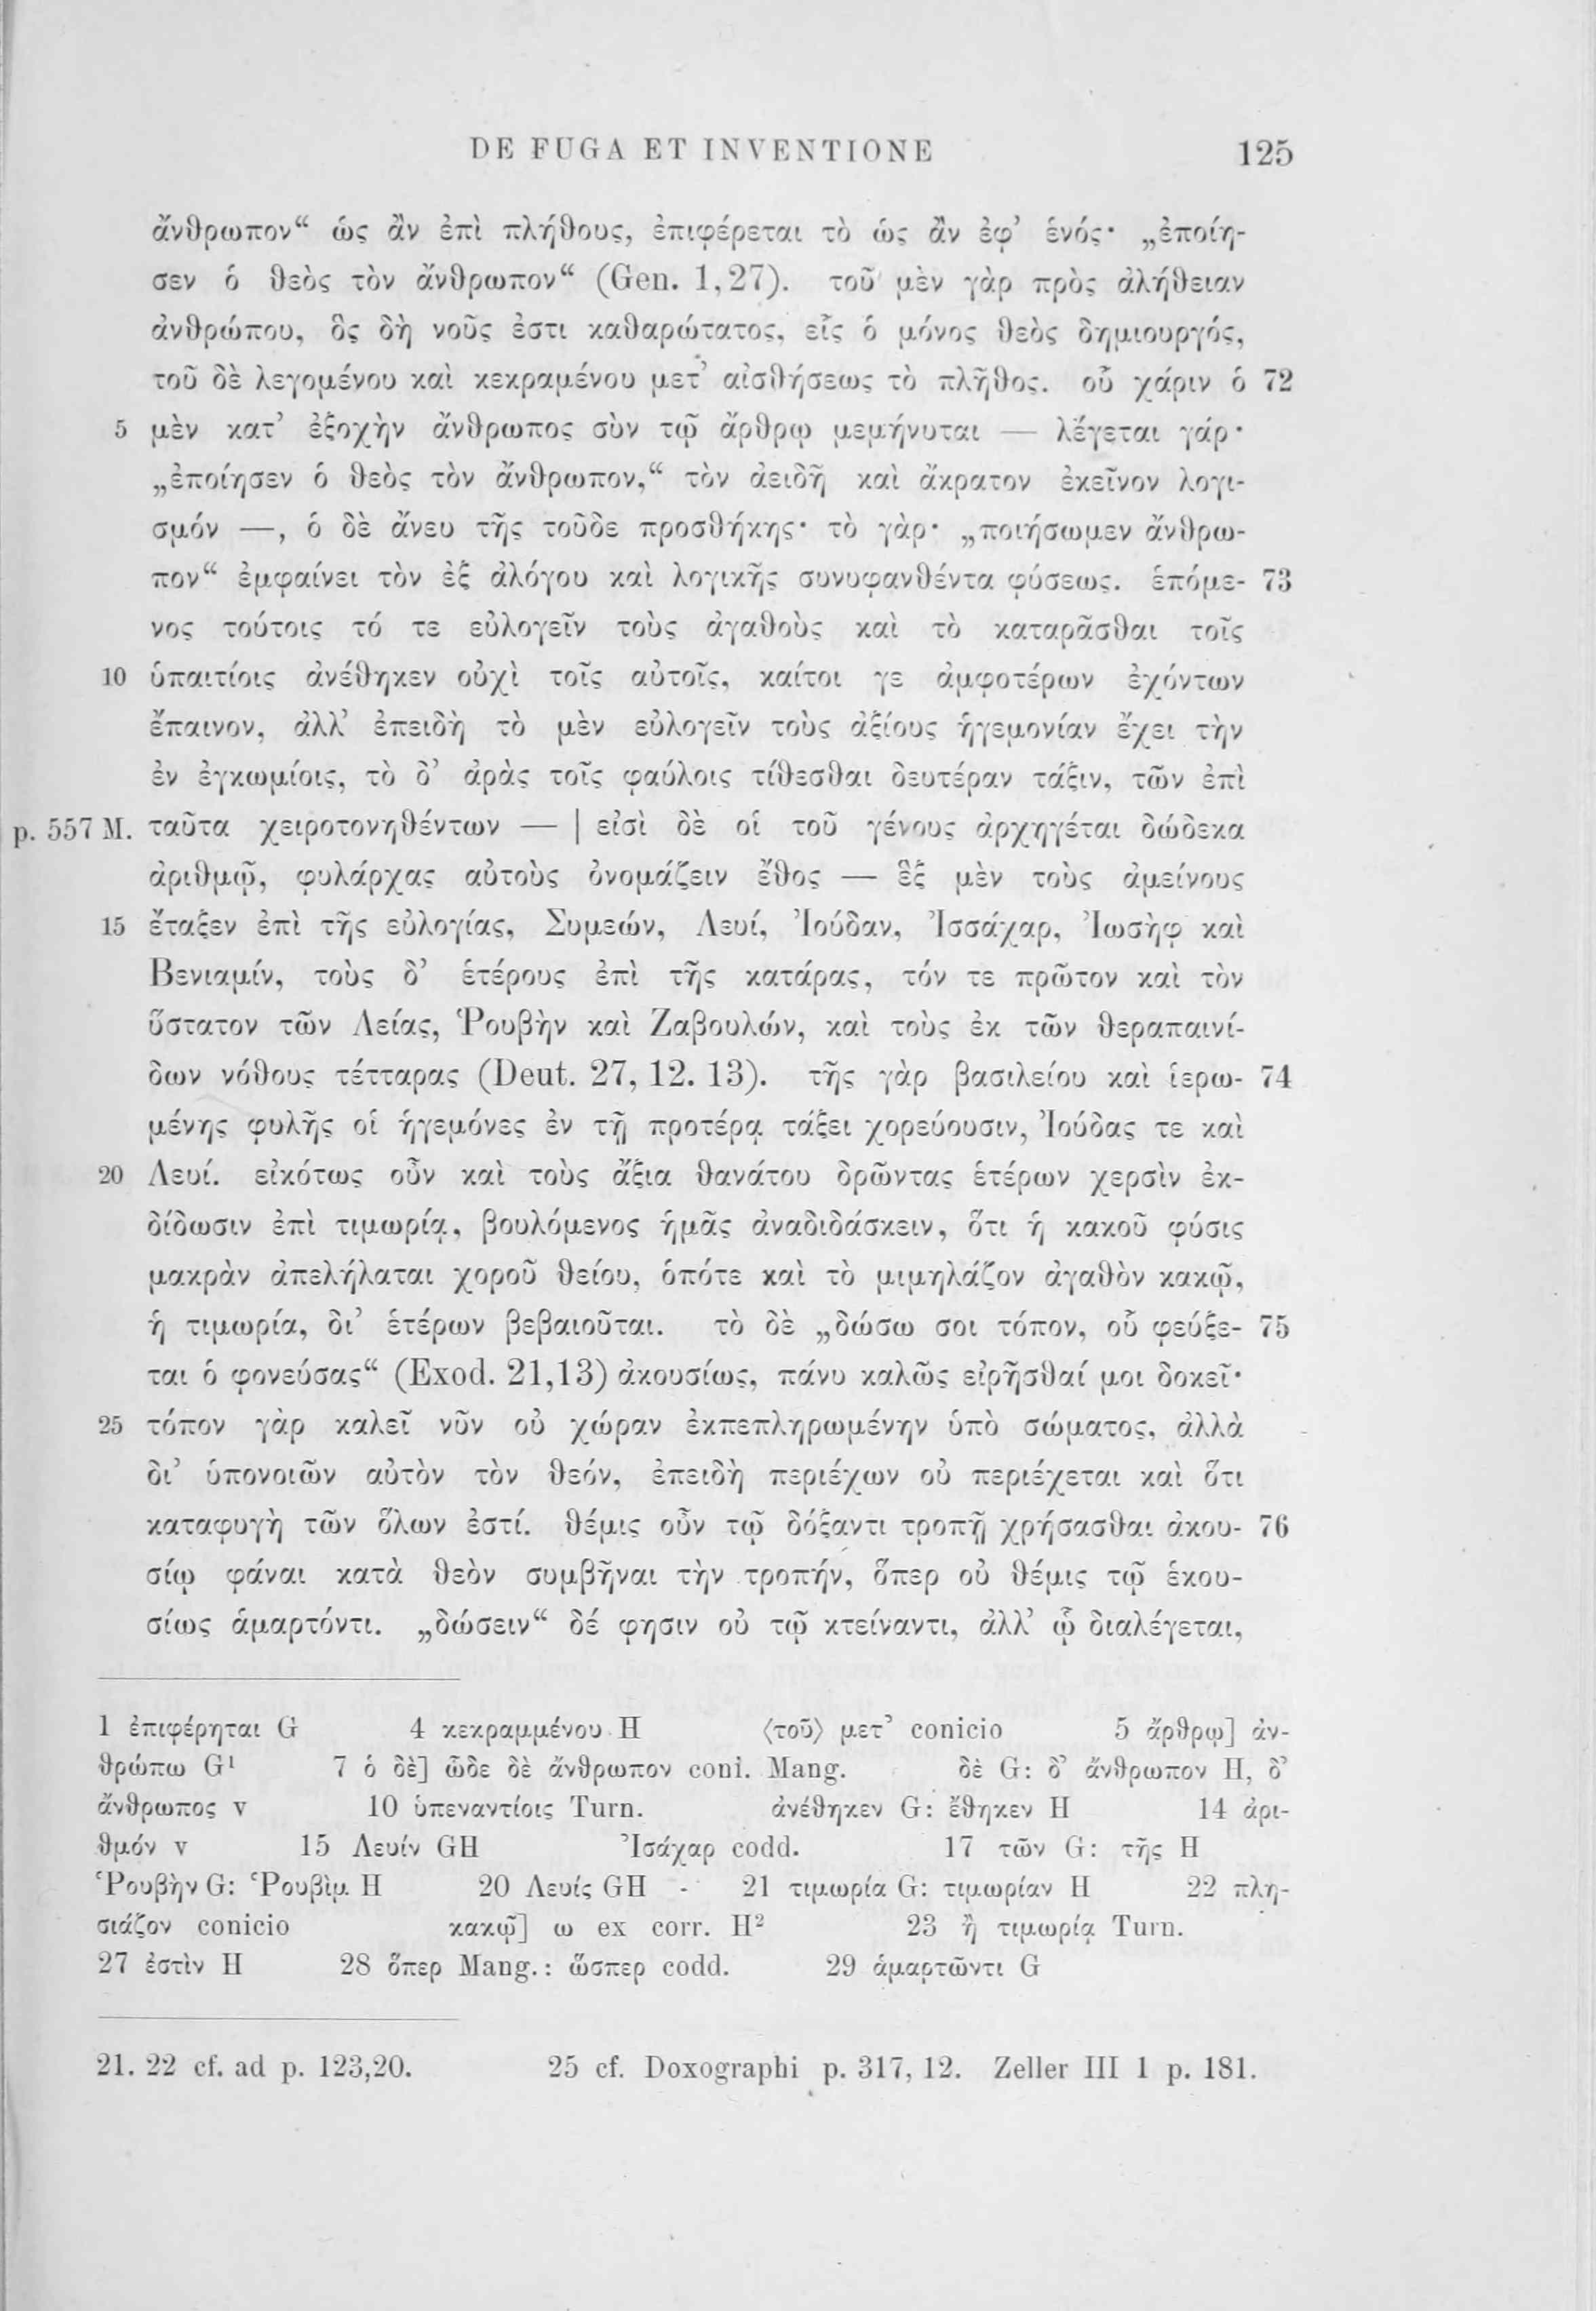 DE FUGA ET INVENTIONE 125
ἄνθρωπον“ ὡς ἂν ἐπὶ πλήθους, ἐπιφέρεται τὸ ὡς ἂν ἐφ’ ἑνός· „ἐποίη-
σεν ὁ θεὸς τὸν ἄνθρωπον“ (Gen. 1,27). τοῦ μὲν γὰρ πρὸς ἀλήθειαν
ἀνθρώπου, ὃς δὴ νοῦς ἐστι καθαρώτατος, εἷς ὁ μόνος θεὸς δημιουργός,
τοῦ δὲ λεγομένου καὶ κεκραμένου μετ’ αἰσθήσεως τὸ πλῆθος. οὗ χάριν ὁ 72
5 μὲν κατ’ ἐξοχὴν ἄνθρωπος σὺν τῷ ἄρθρῳ μεμήνυται — λέγεται γάρ·
„ἐποίησεν ὁ θεὸς τὸν ἄνθρωπον,“ τὸν ἀειδῆ καὶ ἄκρατον ἐκεῖνον λογι-
σμόν —, ὁ δὲ ἄνευ τῆς τοῦδε προσθήκης· τὸ γὰρ· „ποιήσωμεν ἄνθρω-
πον“ ἐμφαίνει τὸν ἐξ ἀλόγου καὶ λογικῆς συνυφανθέντα φύσεως. ἑπόμε- 73
νος τούτοις τό τε εὐλογεῖν τοὺς ἀγαθοὺς καὶ τὸ καταρᾶσθαι τοῖς
10 ὑπαιτίοις ἀνέθηκεν οὐχὶ τοῖς αὐτοῖς, καίτοι γε ἀμφοτέρων ἐχόντων
ἔπαινον, ἀλλ’ ἐπειδὴ τὸ μὲν εὐλογεῖν τοὺς ἀξίους ἡγεμονίαν ἔχει τὴν
ἐν ἐγκωμίοις, τὸ δ’ ἀρὰς τοῖς φαύλοις τίθεσθαι δευτέραν τάξιν, τῶν ἐπὶ
p. 557 M. ταῦτα χειροτονηθέντων — | εἰσὶ δὲ οἱ τοῦ γένους ἀρχηγέται δώδεκα
ἀριθμῷ, φυλάρχας αὐτοὺς ὀνομάζειν ἔθος — ἓξ μὲν τοὺς ἀμείνους
15 ἔταξεν ἐπὶ τῆς εὐλογίας, Συμεών, Λευί, Ἰούδαν, Ἰσσάχαρ, Ἰωσὴφ καὶ
Βενιαμίν, τοὺς δ’ ἑτέρους ἐπὶ τῆς κατάρας, τόν τε πρῶτον καὶ τὸν
ὕστατον τῶν Λείας, Ῥουβὴν καὶ Ζαβουλών, καὶ τοὺς ἐκ τῶν θεραπαινί-
δων νόθους τέτταρας (Deut. 27, 12. 13). τῆς γὰρ βασιλείου καὶ ἱερω- 74
μένης φυλῆς οἱ ἡγεμόνες ἐν τῇ προτέρᾳ τάξει χορεύουσιν, Ἰούδας τε καὶ
20 Λευί. εἰκότως οὖν καὶ τοὺς ἄξια θανάτου δρῶντας ἑτέρων χερσὶν ἐκ-
δίδωσιν ἐπὶ τιμωρίᾳ, βουλόμενος ἡμᾶς ἀναδιδάσκειν, ὅτι ἡ κακοῦ φύσις
μακρὰν ἀπελήλαται χοροῦ θείου, ὁπότε καὶ τὸ μιμηλάζον ἀγαθὸν κακῷ,
ἡ τιμωρία, δι’ ἑτέρων βεβαιοῦται. τὸ δὲ „δώσω σοι τόπον, οὗ φεύξε- 75
ται ὁ φονεύσας“ (Exod. 21,13) ἀκουσίως, πάνυ καλῶς εἰρῆσθαί μοι δοκεῖ·
25 τόπον γὰρ καλεῖ νῦν οὐ χώραν ἐκπεπληρωμένην ὑπὸ σώματος, ἀλλὰ
δι’ ὑπονοιῶν αὐτὸν τὸν θεόν, ἐπειδὴ περιέχων οὐ περιέχεται καὶ ὅτι
καταφυγὴ τῶν ὅλων ἐστί. θέμις οὖν τῷ δόξαντι τροπῇ χρήσασθαι ἀκου- 76
σίῳ φάναι κατὰ θεὸν συμβῆναι τὴν τροπήν, ὅπερ οὐ θέμις τῷ ἑκου-
σίως ἁμαρτόντι. „δώσειν“ δέ φησιν οὐ τῷ κτείναντι, ἀλλ’ ᾧ διαλέγεται,
1 ἐπιφέρηται G 4 κεκραμμένου H ⟨τοῦ⟩ μετ’ conicio 5 ἄρθρῳ] ἀν-
θρώπω G¹ 7 ὁ δὲ] ὧδε δὲ ἄνθρωπον coni. Mang. δὲ G: δ’ ἄνθρωπον H, δ’
ἄνθρωπος v 10 ὑπεναντίοις Turn. ἀνέθηκεν G: ἔθηκεν H 14 ἀρι-
θμόν v 15 Λευίν GH Ἰσάχαρ codd. 17 τῶν G: τῆς H
Ῥουβὴν G: Ῥουβὶμ H 20 Λευίς GH 21 τιμωρία G: τιμωρίαν H 22 πλη-
σιάζον conicio κακῷ] ω ex corr. H² 23 ἢ τιμωρίᾳ Turn.
27 ἐστὶν H 28 ὅπερ Mang.: ὥσπερ codd. 29 ἁμαρτῶντι G
21. 22 cf. ad p. 123,20. 25 cf. Doxographi p. 317, 12. Zeller III 1 p. 181.